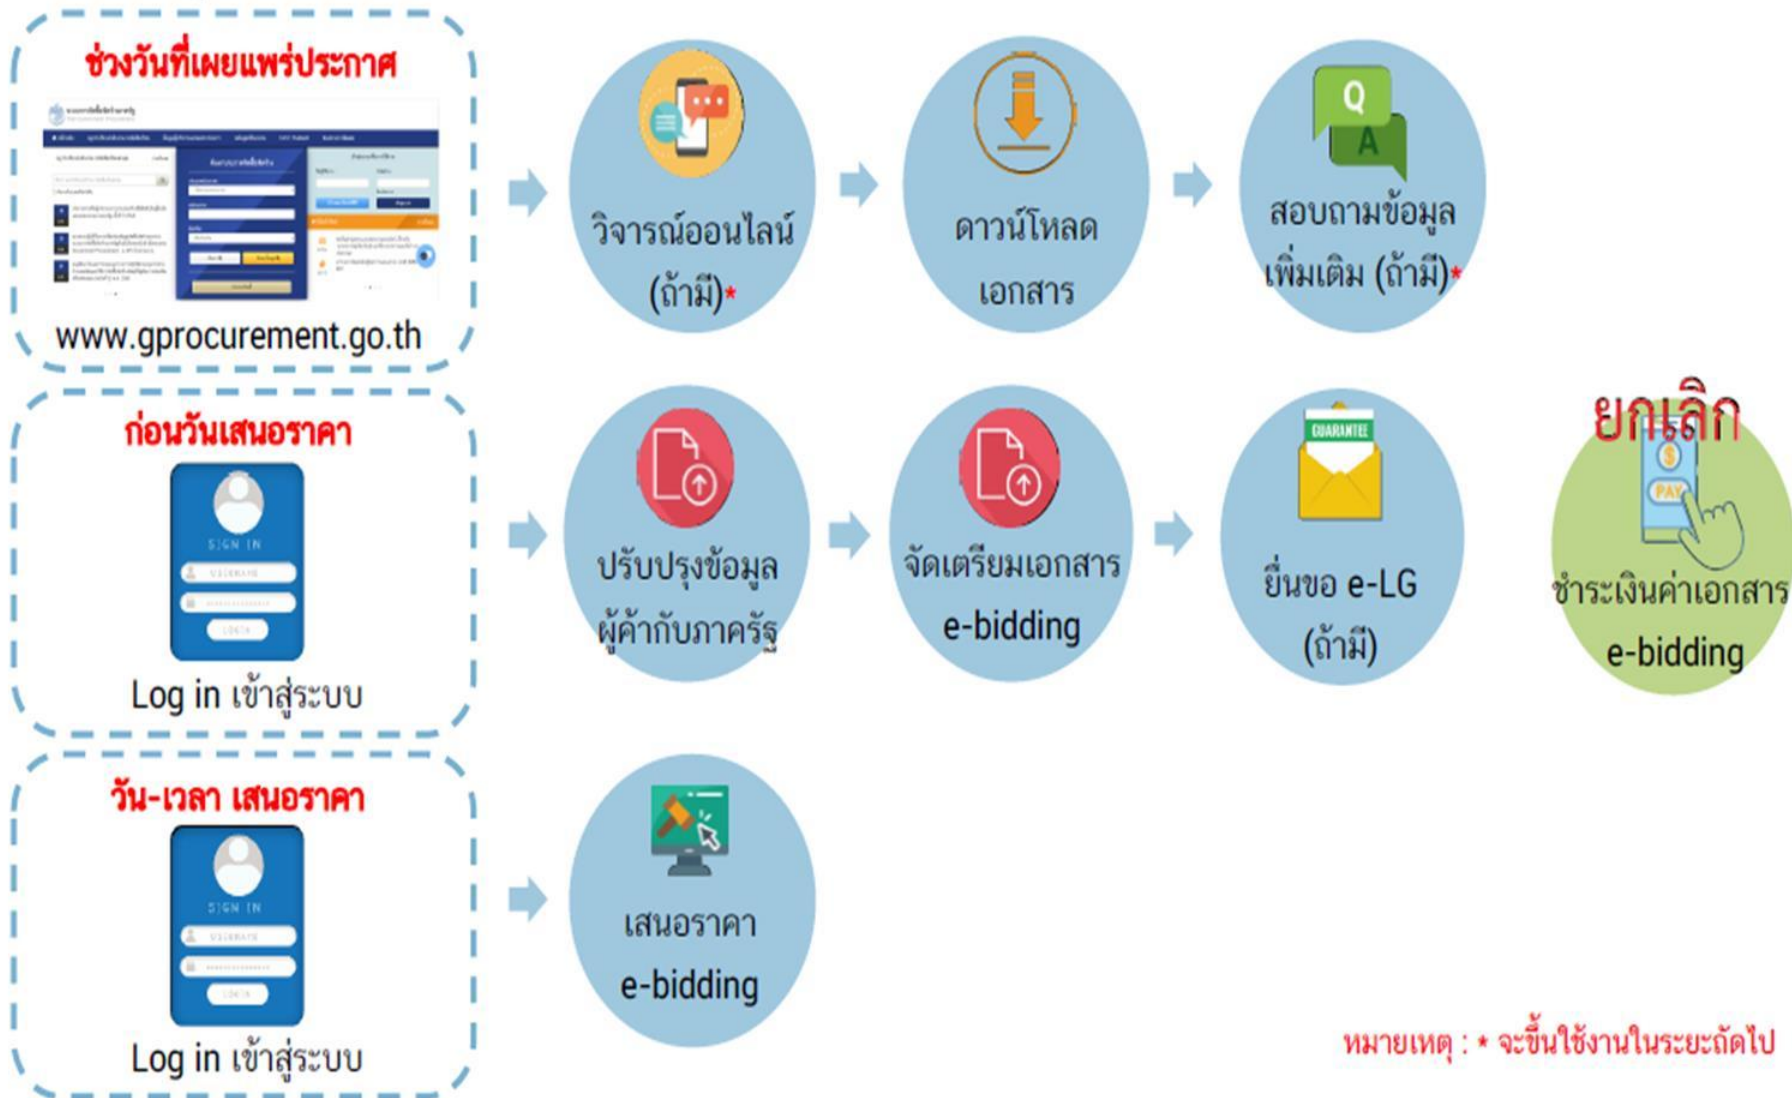 ช่วงวันที่เผยแพร่ประกาศ
www.gprocurement.go.th
วิจารณ์ออนไลน์
(ถ้ามี)*
ดาวน์โหลด
เอกสาร
Q
A
สอบถามข้อมูล
เพิ่มเติม (ถ้ามี)*
ก่อนวันเสนอราคา
SIGN IN
USERNAME
LOGIN
Log in เข้าสู่ระบบ
ปรับปรุงข้อมูล
ผู้ค้ากับภาครัฐ
จัดเตรียมเอกสาร
e-bidding
GUARANTEE
ยื่นขอ e-LG
(ถ้ามี)
ยกเลิก
$
PAY
ชำระเงินค่าเอกสาร
e-bidding
วัน-เวลา เสนอราคา
SIGN IN
USERNAME
LOGIN
Log in เข้าสู่ระบบ
เสนอราคา
e-bidding
หมายเหตุ : * จะขึ้นใช้งานในระยะถัดไป